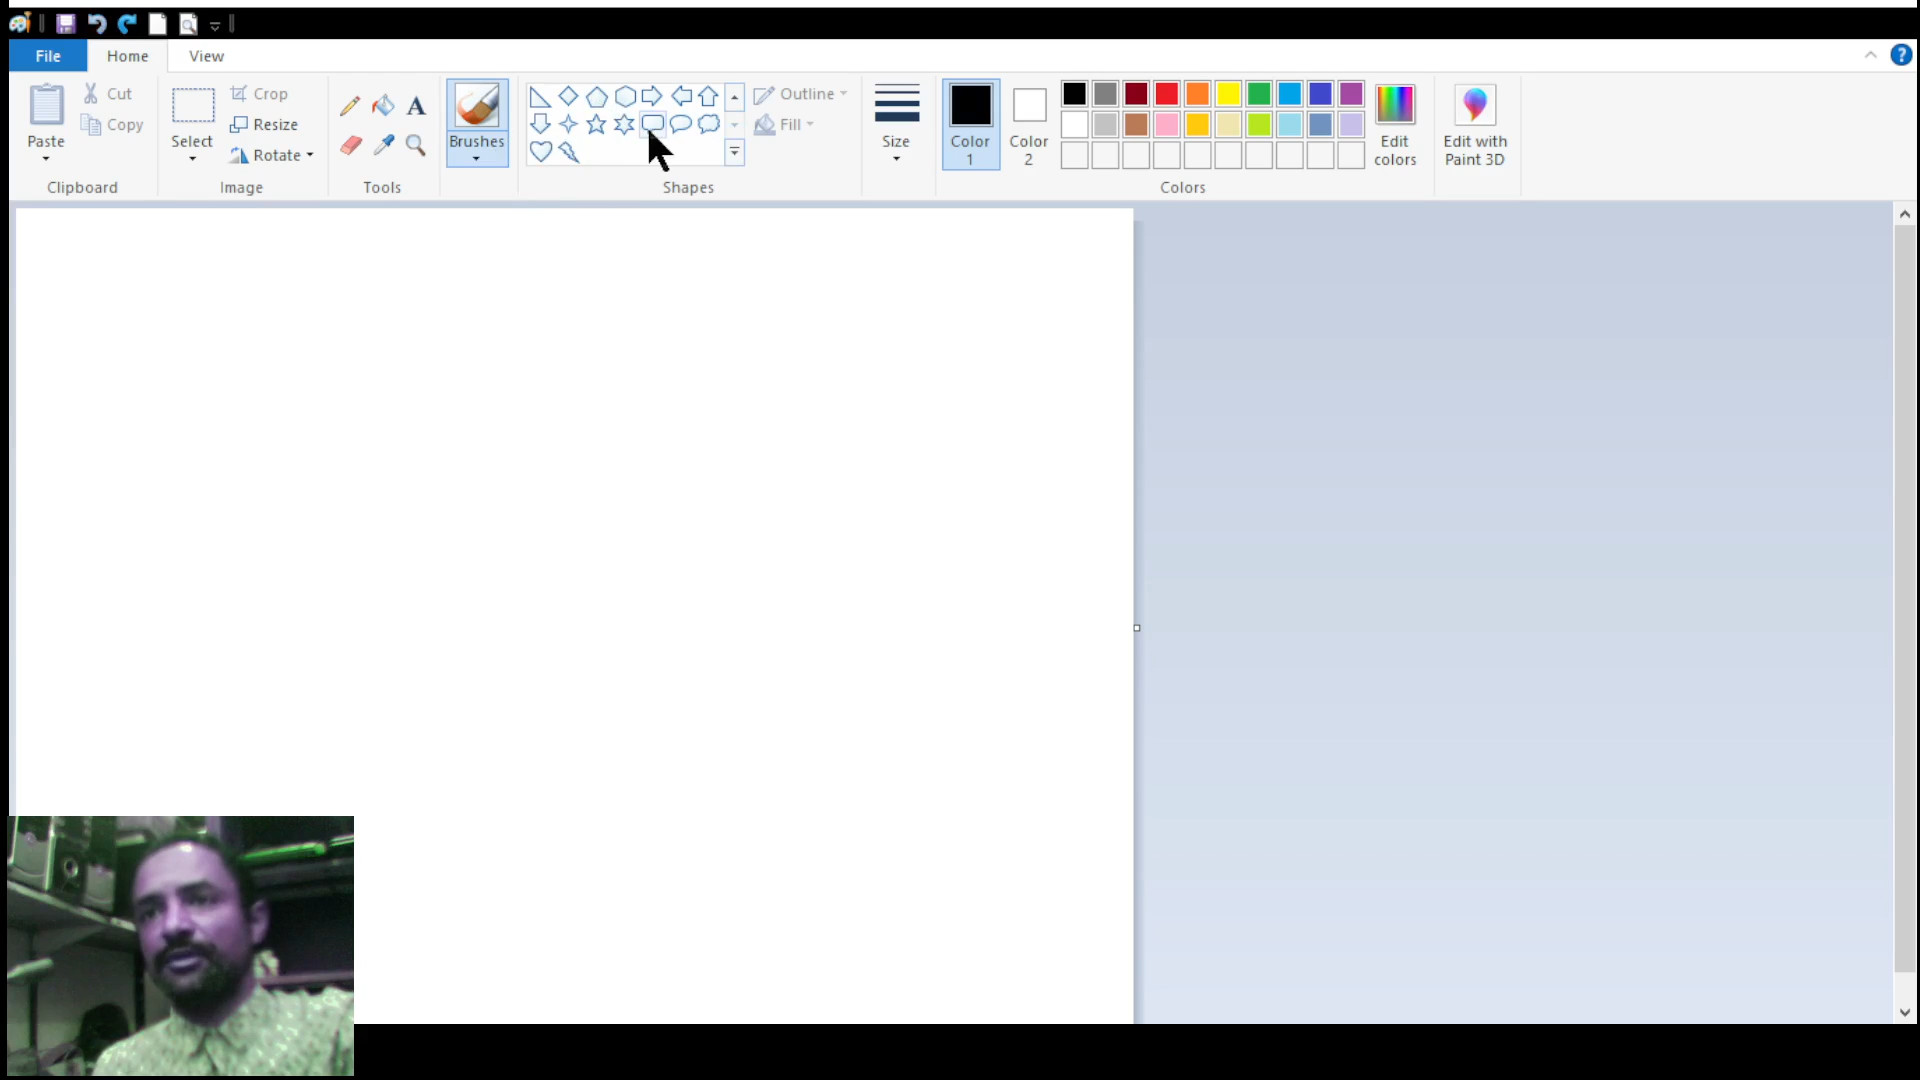 File Home View
Paste
Cut
Copy
Clipboard
Select
Crop
Resize
Rotate
Image
Tools
Brushes
Shapes
Outline
Fill
Size
Color
1
Color
2
Colors
Edit
colors
Edit with
Paint 3D